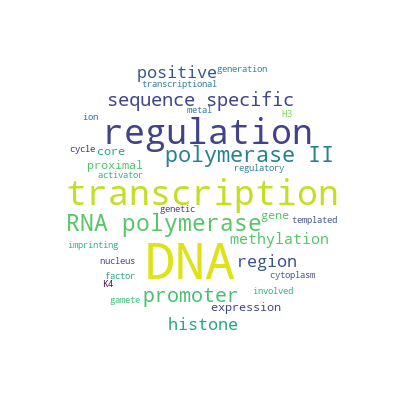 generation
positive
transcriptional
sequence specific
metal
H3
ion
regulation
cycle
core
polymerase II
proximal
regulatory
activator
transcription
genetic
RNA polymerase
gene
templated
methylation
imprinting
DNA
nucleus
region
factor
cytoplasm
K4
promoter
involved
gamete
expression
histone